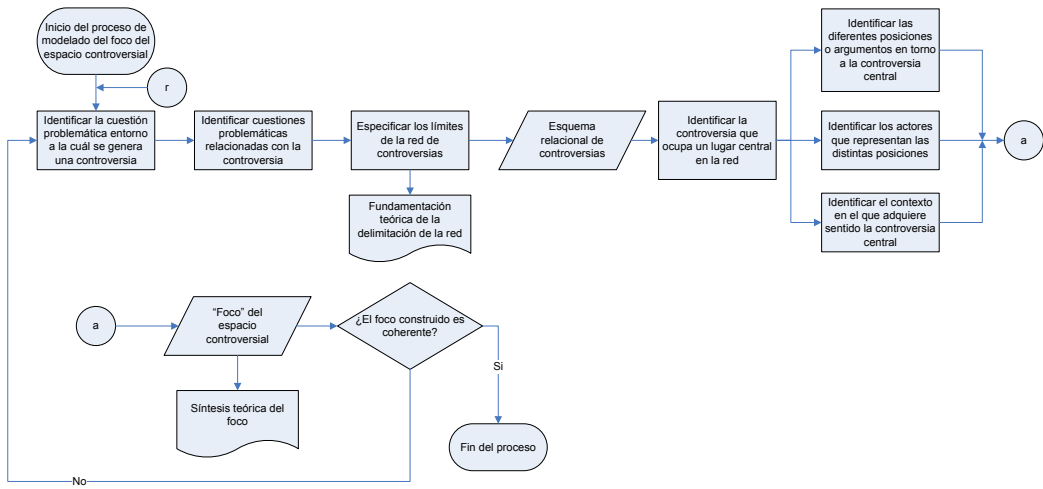 Inicio del proceso de
modelado del foco del
espacio controversial
r
Identificar la cuestión
problemática entorno
a la cuál se genera
una controversia
Identificar cuestiones
problemáticas
relacionadas con la
controversia
Especificar los límites
de la red de
controversias
Fundamentación
teórica de la
delimitación de la red
Esquema
relacional de
controversias
Identificar la
controversia que
ocupa un lugar central
en la red
Identificar las
diferentes posiciones
o argumentos en torno
a la controversia
central
Identificar los actores
que representan las
distintas posiciones
Identificar el contexto
en el que adquiere
sentido la controversia
central
a
a
“Foco” del
espacio
controversial
Síntesis teórica del
foco
¿El foco construido es
coherente?
Si
Fin del proceso
No